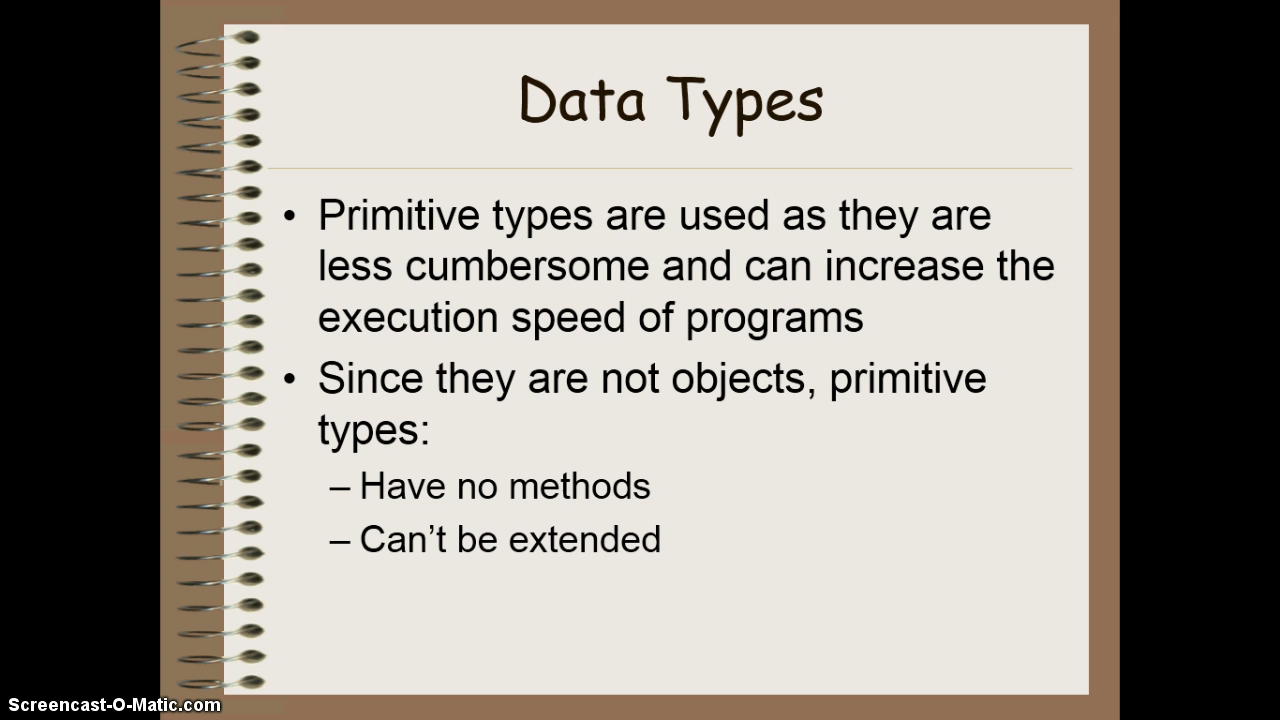 Data Types
• Primitive types are used as they are
less cumbersome and can increase the
execution speed of programs
• Since they are not objects, primitive
types:
– Have no methods
– Can’t be extended
Screencast-O-Matic.com